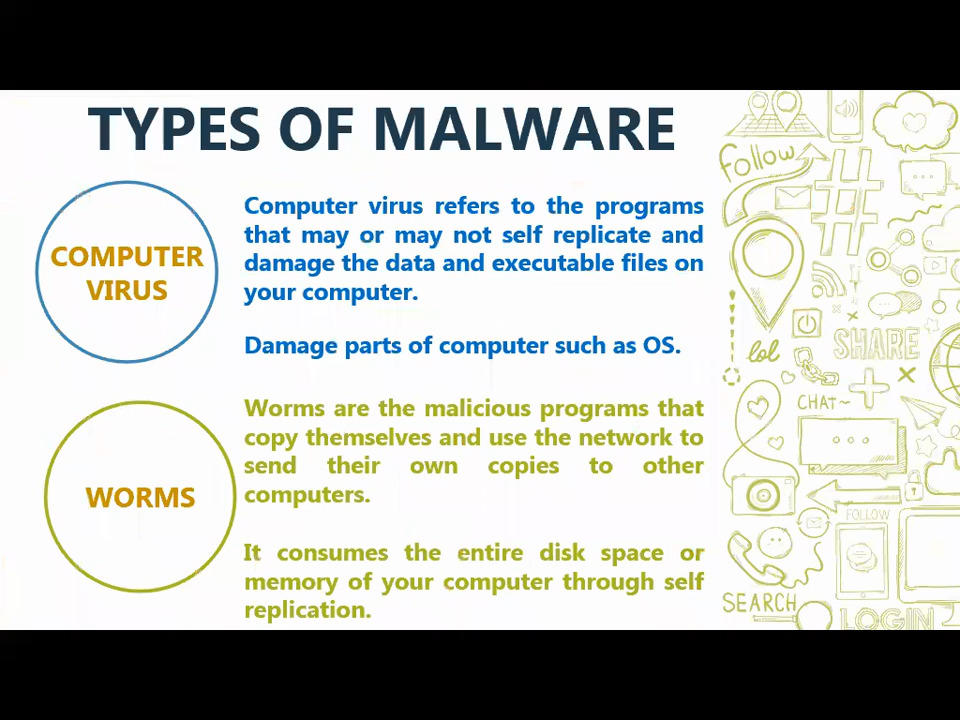 TYPES OF MALWARE
COMPUTER
VIRUS
Computer virus refers to the programs
that may or may not self replicate and
damage the data and executable files on
your computer.
Damage parts of computer such as OS.
WORMS
Worms are the malicious programs that
copy themselves and use the network to
send their own copies to other
computers.
It consumes the entire disk space or
memory of your computer through self
replication.
follow
#
SHARE
lol
CHAT~
FOLLOW
SEARCH
LOGIN